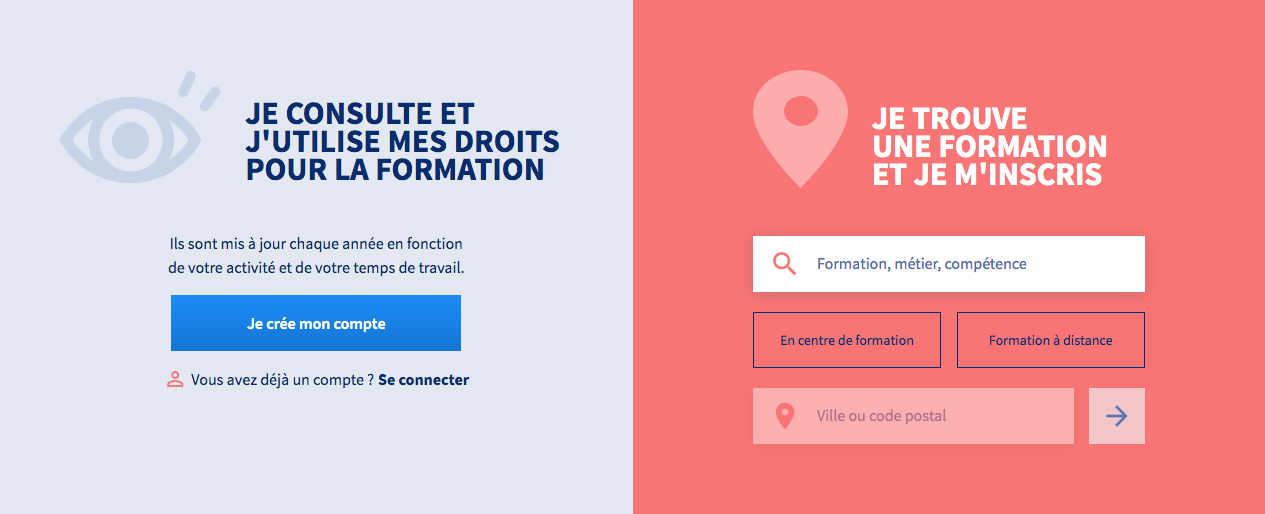 JE CONSULTE ET
J'UTILISE MES DROITS
POUR LA FORMATION
Ils sont mis à jour chaque année en fonction
de votre activité et de votre temps de travail.
Je crée mon compte
Vous avez déjà un compte ? Se connecter
JE TROUVE
UNE FORMATION
ET JE M'INSCRIS
Formation, métier, compétence
En centre de formation
Formation à distance
Ville ou code postal